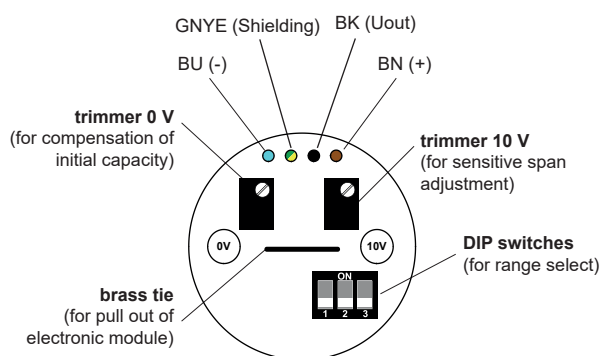 GNYE (Shielding)
BK (Uout)
BU (-)
BN (+)
trimmer 0 V
(for compensation of
initial capacity)
trimmer 10 V
(for sensitive span
adjustment)
0V
10V
DIP switches
(for range select)
ON
1 2 3
brass tie
(for pull out of
electronic module)